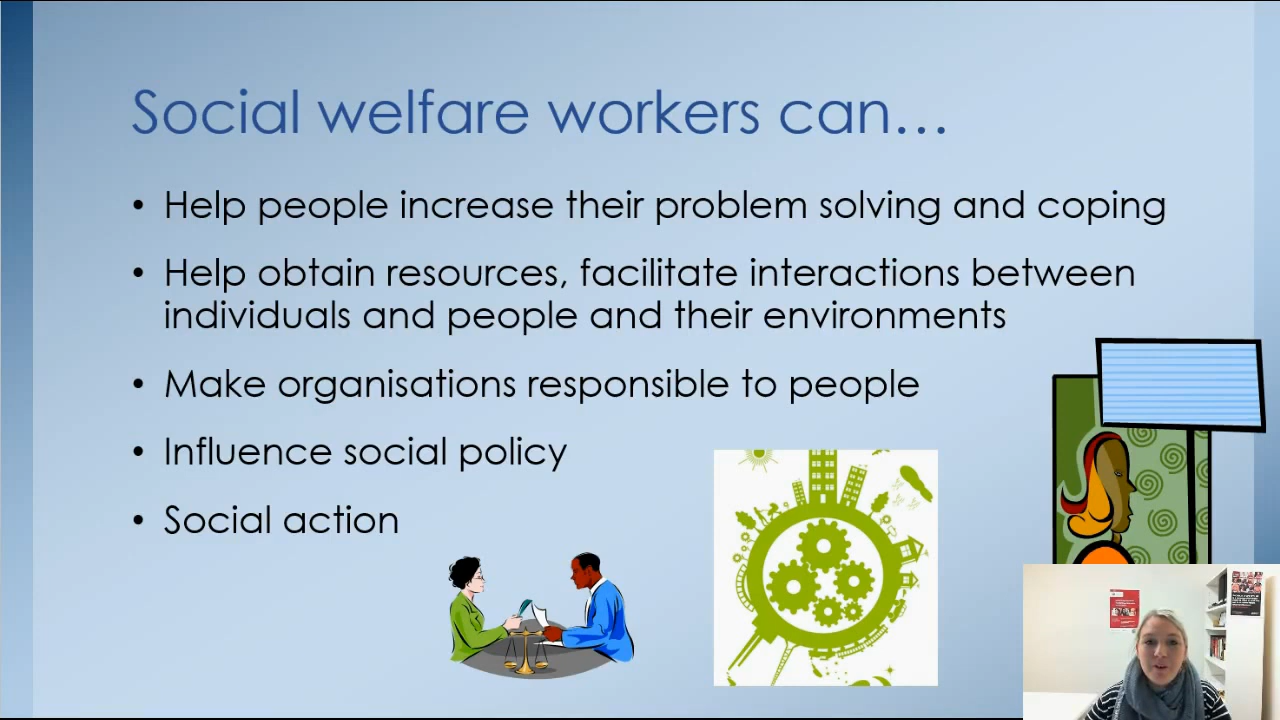 Social welfare workers can…
• Help people increase their problem solving and coping
• Help obtain resources, facilitate interactions between
individuals and people and their environments
• Make organisations responsible to people
• Influence social policy
• Social action